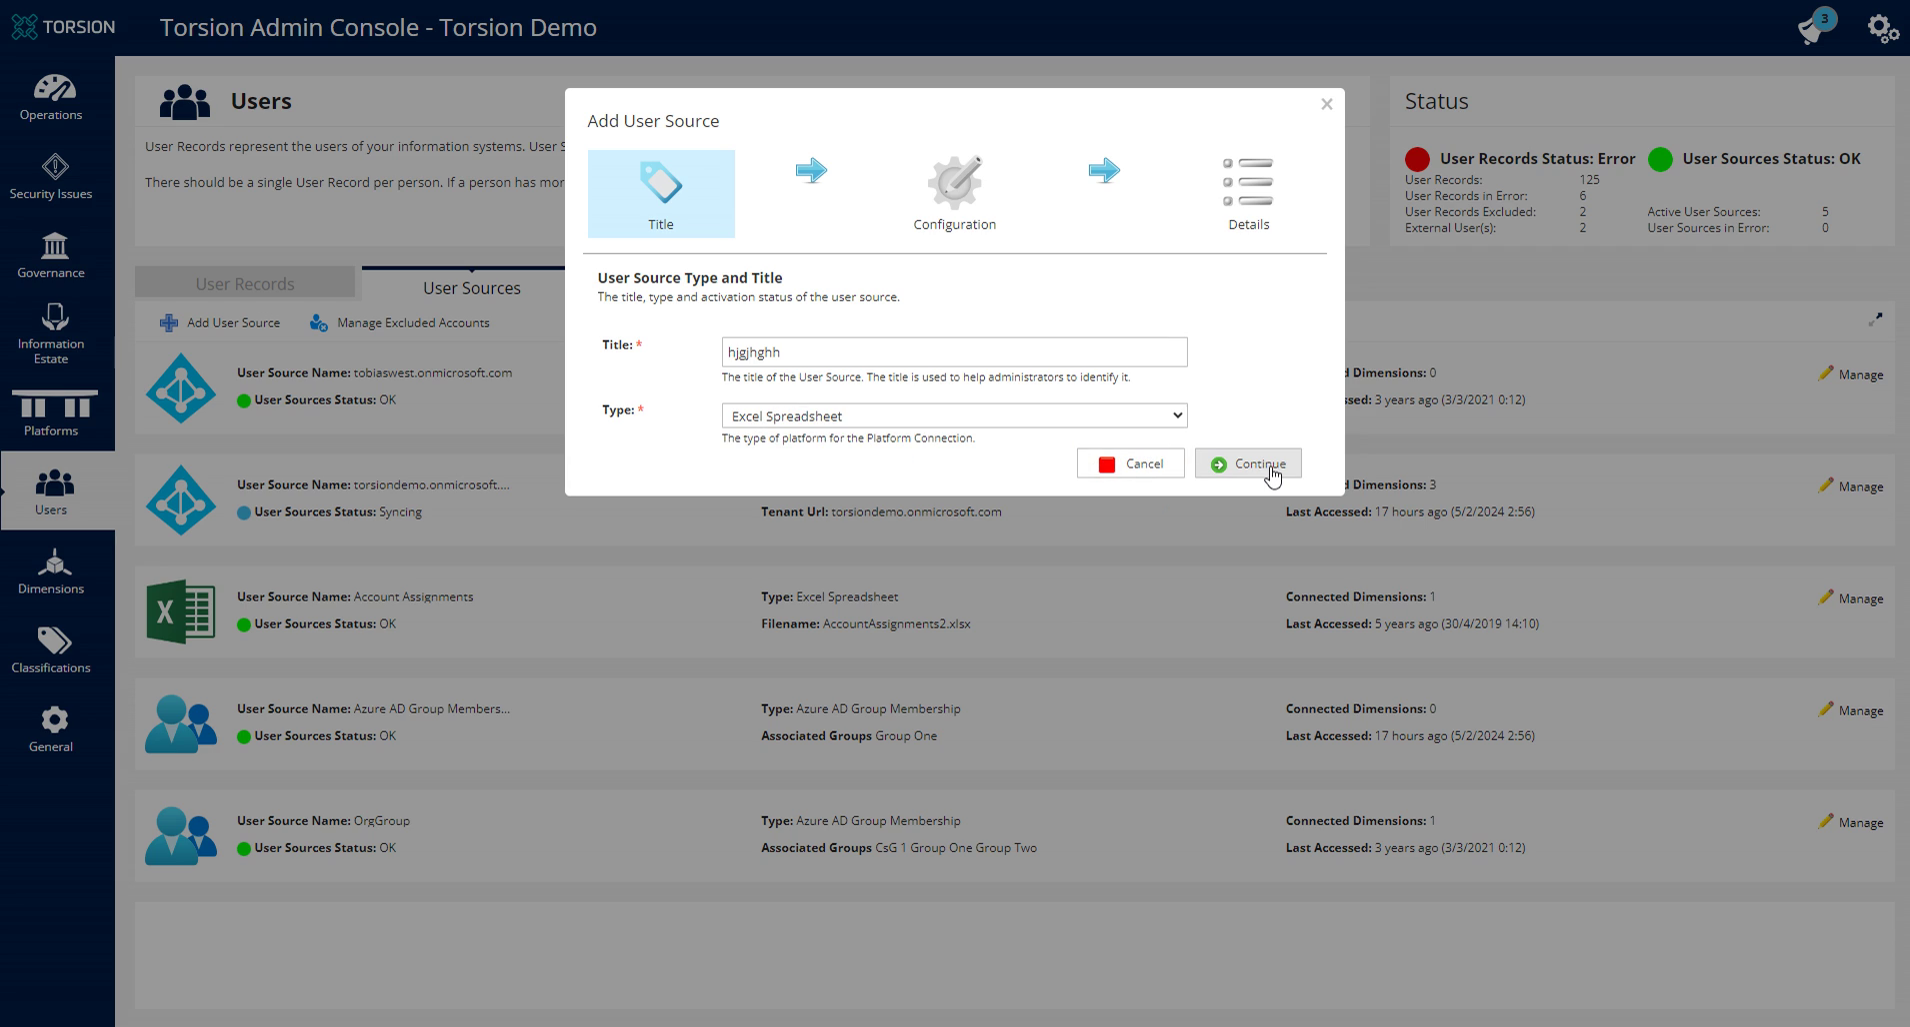 TORSION
Torsion Admin Console - Torsion Demo
3
Operations
Security Issues
Governance
Information
Estate
Platforms
Users
Dimensions
Classifications
General
Users
User Records represent the users of your information systems. User S
There should be a single User Record per person. If a person has mor
Status
User Records Status: Error
User Records: 125
User Records in Error: 6
User Records Excluded: 2
External User(s): 2
User Sources Status: OK
Active User Sources: 5
User Sources in Error: 0
User Records
User Sources
Add User Source
Manage Excluded Accounts
Add User Source
×
Title
Configuration
Details
User Source Type and Title
The title, type and activation status of the user source.
Title: *
hjgjhghh
The title of the User Source. The title is used to help administrators to identify it.
Type: *
Excel Spreadsheet
The type of platform for the Platform Connection.
Cancel
Continue
User Source Name: tobiaswest.onmicrosoft.com
User Sources Status: OK
d Dimensions: 0
ssed: 3 years ago (3/3/2021 0:12)
Manage
User Source Name: torsiondemo.onmicrosoft....
User Sources Status: Syncing
Tenant Url: torsiondemo.onmicrosoft.com
d Dimensions: 3
Last Accessed: 17 hours ago (5/2/2024 2:56)
Manage
User Source Name: Account Assignments
User Sources Status: OK
Type: Excel Spreadsheet
Filename: AccountAssignments2.xlsx
Connected Dimensions: 1
Last Accessed: 5 years ago (30/4/2019 14:10)
Manage
User Source Name: Azure AD Group Members...
User Sources Status: OK
Type: Azure AD Group Membership
Associated Groups Group One
Connected Dimensions: 0
Last Accessed: 17 hours ago (5/2/2024 2:56)
Manage
User Source Name: OrgGroup
User Sources Status: OK
Type: Azure AD Group Membership
Associated Groups CsG 1 Group One Group Two
Connected Dimensions: 1
Last Accessed: 3 years ago (3/3/2021 0:12)
Manage